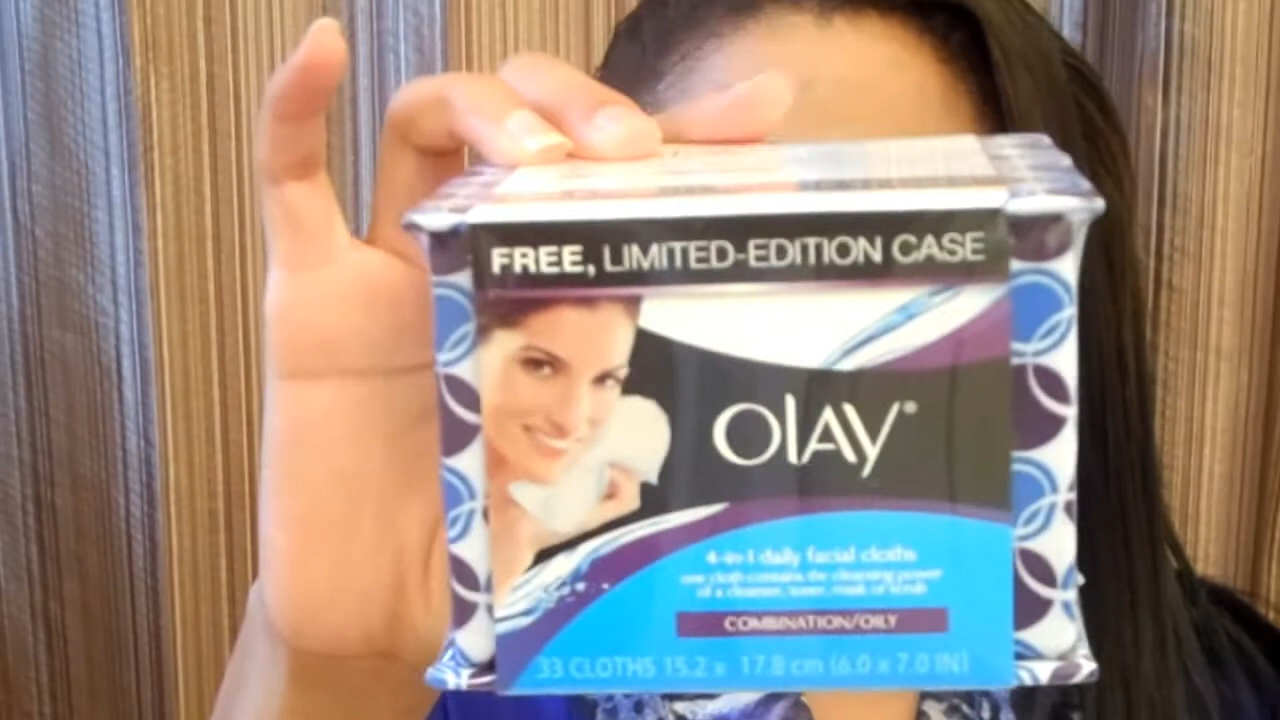 FREE, LIMITED-EDITION CASE
OLAY®
4-in-1 daily facial cloths
one cloth contains the cleansing power
of a cleanser, toner, mask or scrub
COMBINATION/OILY
33 CLOTHS 15.2 x 17.8 cm (6.0 x 7.0 IN)